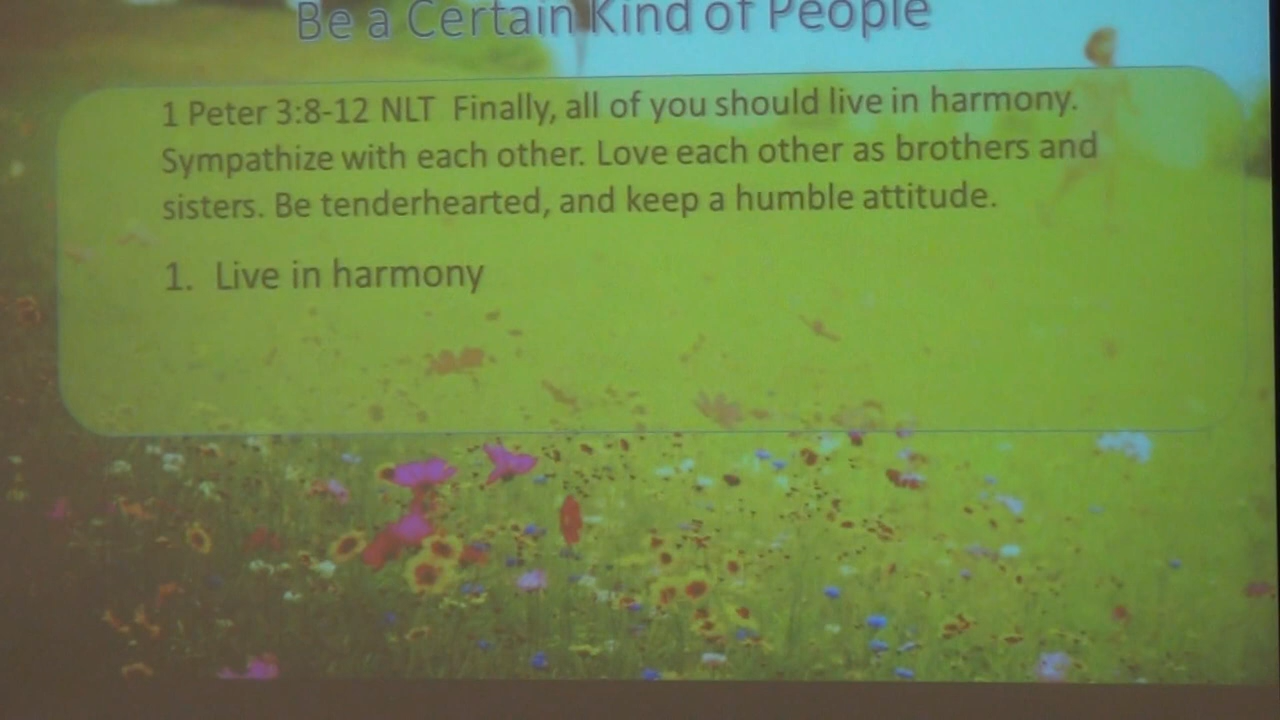 Be a Certain Kind of People
1 Peter 3:8-12 NLT Finally, all of you should live in harmony.
Sympathize with each other. Love each other as brothers and
sisters. Be tenderhearted, and keep a humble attitude.
1. Live in harmony